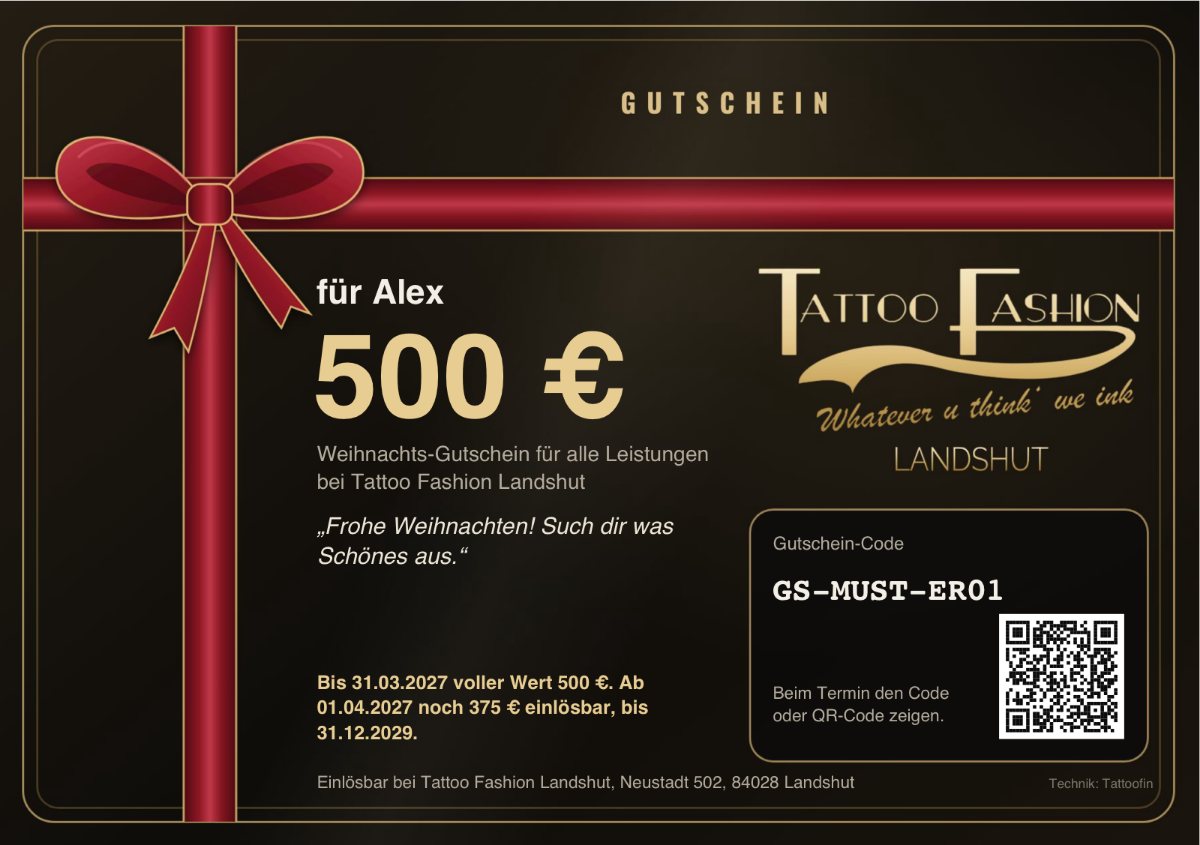 GUTSCHEIN
für Alex
500 €
Weihnachts-Gutschein für alle Leistungen
bei Tattoo Fashion Landshut
„Frohe Weihnachten! Such dir was
Schönes aus.“
Bis 31.03.2027 voller Wert 500 €. Ab
01.04.2027 noch 375 € einlösbar, bis
31.12.2029.
Einlösbar bei Tattoo Fashion Landshut, Neustadt 502, 84028 Landshut
TATTOO FASHION
Whatever u think' we ink
LANDSHUT
Gutschein-Code
GS-MUST-ER01
Beim Termin den Code
oder QR-Code zeigen.
Technik: Tattoofin